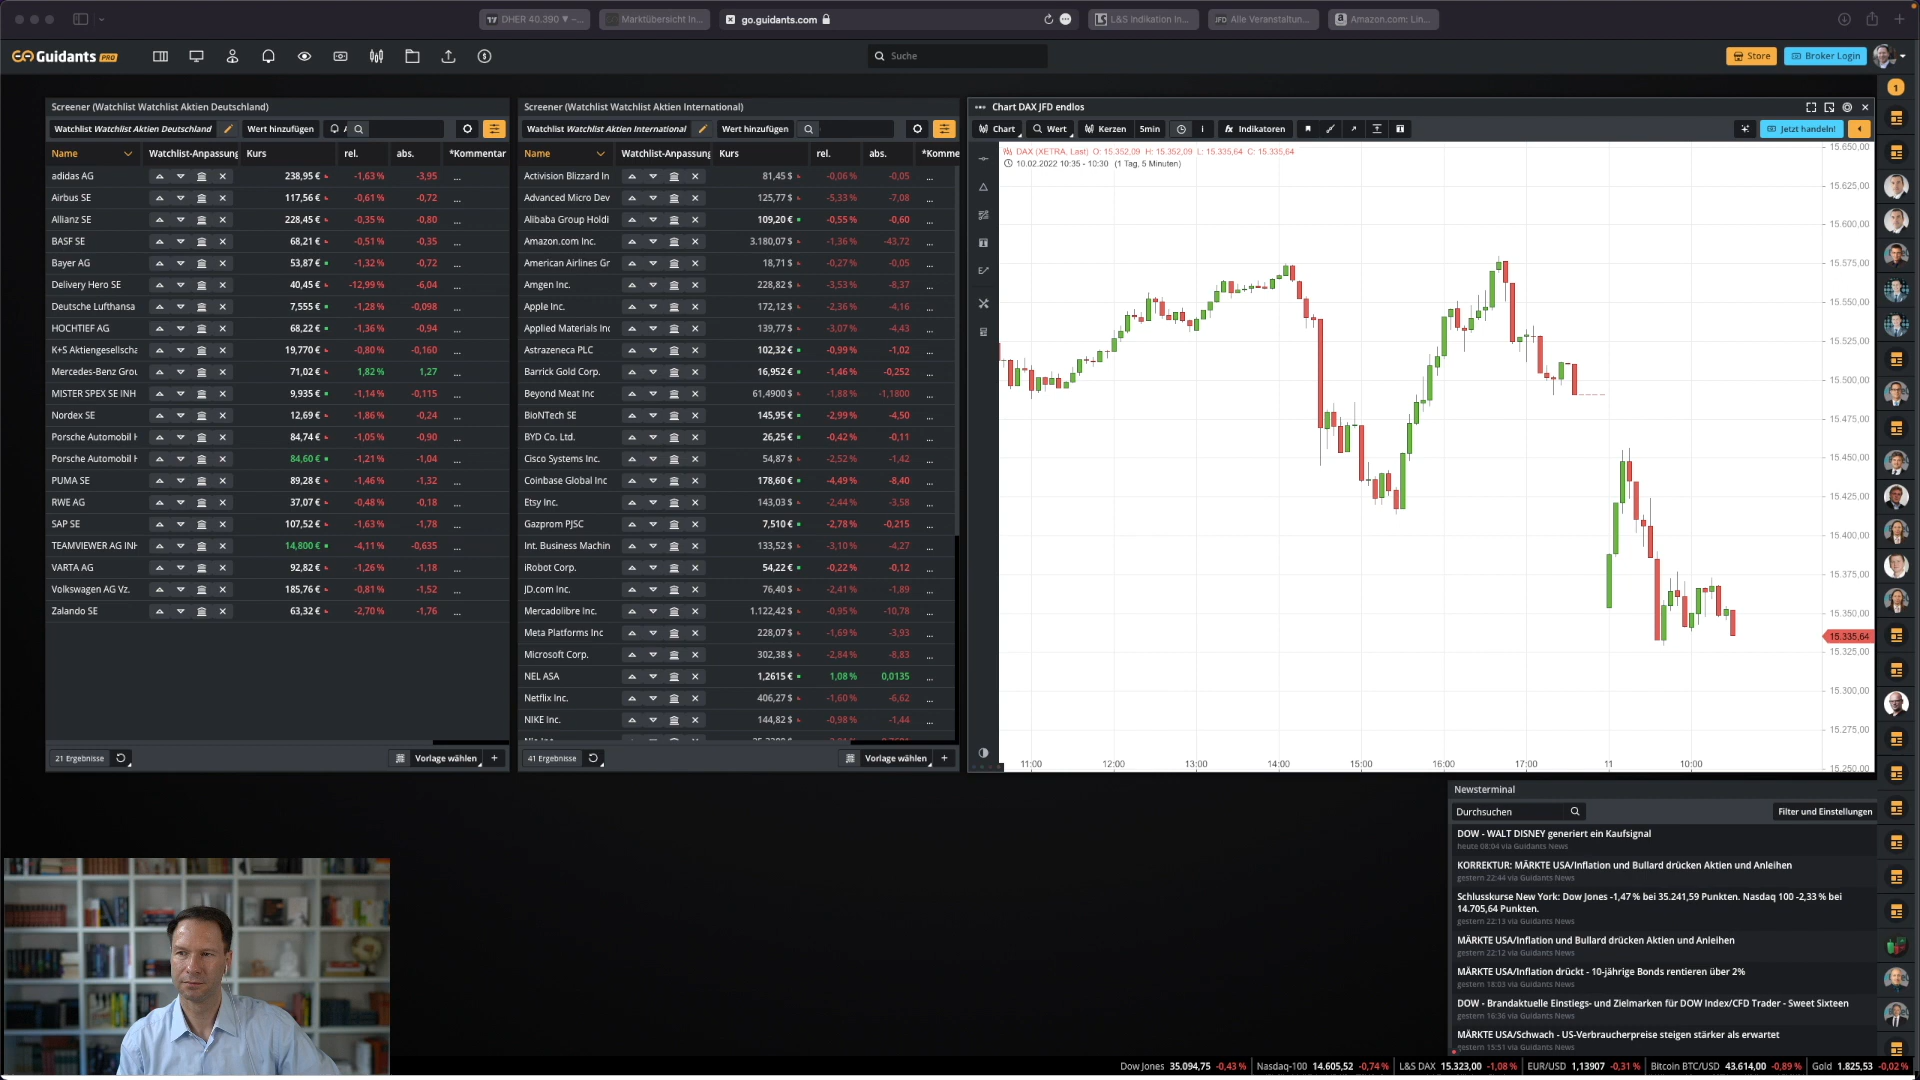 DHER 40.390 ▼ –...
Marktübersicht In...
go.guidants.com
L&S Indikation In...
JFD Alle Veranstaltun...
Amazon.com: Lin...
Guidants PRO
Suche
Store
Broker Login
1
Screener (Watchlist Watchlist Aktien Deutschland)
Watchlist Watchlist Aktien Deutschland Wert hinzufügen
Name Watchlist-Anpassung Kurs rel. abs. *Kommentar
adidas AG 238,95 € -1,63 % -3,95 ...
Airbus SE 117,56 € -0,61 % -0,72 ...
Allianz SE 228,45 € -0,35 % -0,80 ...
BASF SE 68,21 € -0,51 % -0,35 ...
Bayer AG 53,87 € -1,32 % -0,72 ...
Delivery Hero SE 40,45 € -12,99 % -6,04 ...
Deutsche Lufthansa 7,555 € -1,28 % -0,098 ...
HOCHTIEF AG 68,22 € -1,36 % -0,94 ...
K+S Aktiengesellscha 19,770 € -0,80 % -0,160 ...
Mercedes-Benz Grou 71,02 € 1,82 % 1,27 ...
MISTER SPEX SE INH 9,935 € -1,14 % -0,115 ...
Nordex SE 12,69 € -1,86 % -0,24 ...
Porsche Automobil H 84,74 € -1,05 % -0,90 ...
Porsche Automobil H 84,60 € -1,21 % -1,04 ...
PUMA SE 89,28 € -1,46 % -1,32 ...
RWE AG 37,07 € -0,48 % -0,18 ...
SAP SE 107,52 € -1,63 % -1,78 ...
TEAMVIEWER AG INH 14,800 € -4,11 % -0,635 ...
VARTA AG 92,82 € -1,26 % -1,18 ...
Volkswagen AG Vz. 185,76 € -0,81 % -1,52 ...
Zalando SE 63,32 € -2,70 % -1,76 ...
21 Ergebnisse Vorlage wählen +
Screener (Watchlist Watchlist Aktien International)
Watchlist Watchlist Aktien International Wert hinzufügen
Name Watchlist-Anpassung Kurs rel. abs. *Komme
Activision Blizzard In 81,45 $ -0,06 % -0,05 ...
Advanced Micro Dev 125,77 $ -5,33 % -7,08 ...
Alibaba Group Holdi 109,20 € -0,55 % -0,60 ...
Amazon.com Inc. 3.180,07 $ -1,36 % -43,72 ...
American Airlines Gr 18,71 $ -0,27 % -0,05 ...
Amgen Inc. 228,82 $ -3,53 % -8,37 ...
Apple Inc. 172,12 $ -2,36 % -4,16 ...
Applied Materials Inc 139,77 $ -3,07 % -4,43 ...
Astrazeneca PLC 102,32 € -0,99 % -1,02 ...
Barrick Gold Corp. 16,952 € -1,46 % -0,252 ...
Beyond Meat Inc 61,4900 $ -1,88 % -1,1800 ...
BioNTech SE 145,95 € -2,99 % -4,50 ...
BYD Co. Ltd. 26,25 € -0,42 % -0,11 ...
Cisco Systems Inc. 54,87 $ -2,52 % -1,42 ...
Coinbase Global Inc 178,60 € -4,49 % -8,40 ...
Etsy Inc. 143,03 $ -2,44 % -3,58 ...
Gazprom PJSC 7,510 € -2,78 % -0,215 ...
Int. Business Machin 133,52 $ -3,10 % -4,27 ...
iRobot Corp. 54,22 € -0,22 % -0,12 ...
JD.com Inc. 76,40 $ -2,41 % -1,89 ...
Mercadolibre Inc. 1.122,42 $ -0,95 % -10,78 ...
Meta Platforms Inc 228,07 $ -1,69 % -3,93 ...
Microsoft Corp. 302,38 $ -2,84 % -8,83 ...
NEL ASA 1,2615 € 1,08 % 0,0135 ...
Netflix Inc. 406,27 $ -1,60 % -6,62 ...
NIKE Inc. 144,82 $ -0,98 % -1,44 ...
41 Ergebnisse Vorlage wählen +
Chart DAX JFD endlos
Chart Wert Kerzen 5min Indikatoren Jetzt handeln!
DAX (XETRA, Last) O: 15.352,09 H: 15.352,09 L: 15.335,64 C: 15.335,64
10.02.2022 10:35 - 10:30 (1 Tag, 5 Minuten)
15.650,00
15.625,00
15.600,00
15.575,00
15.550,00
15.525,00
15.500,00
15.475,00
15.450,00
15.425,00
15.400,00
15.375,00
15.350,00
15.335,64
15.325,00
15.300,00
15.275,00
15.250,00
11:00 12:00 13:00 14:00 15:00 16:00 17:00 11 10:00
Newsterminal
Durchsuchen Filter und Einstellungen
DOW - WALT DISNEY generiert ein Kaufsignal
heute 08:04 via Guidants News
KORREKTUR: MÄRKTE USA/Inflation und Bullard drücken Aktien und Anleihen
gestern 22:44 via Guidants News
Schlusskurse New York: Dow Jones -1,47 % bei 35.241,59 Punkten. Nasdaq 100 -2,33 % bei
14.705,64 Punkten.
gestern 22:13 via Guidants News
MÄRKTE USA/Inflation und Bullard drücken Aktien und Anleihen
gestern 22:12 via Guidants News
MÄRKTE USA/Inflation drückt - 10-jährige Bonds rentieren über 2%
gestern 18:03 via Guidants News
DOW - Brandaktuelle Einstiegs- und Zielmarken für DOW Index/CFD Trader - Sweet Sixteen
gestern 16:36 via Guidants News
MÄRKTE USA/Schwach - US-Verbraucherpreise steigen stärker als erwartet
gestern 15:51 via Guidants News
Dow Jones 35.094,75 -0,43 % Nasdaq-100 14.605,52 -0,74 % L&S DAX 15.323,00 -1,08 % EUR/USD 1,13907 -0,31 % Bitcoin BTC/USD 43.614,00 -0,89 % Gold 1.825,53 -0,02 %